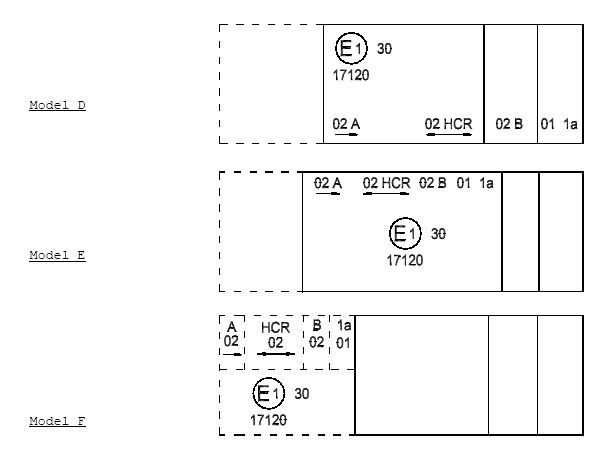 E1 30
17120
Model D
02 A 02 HCR 02 B 01 1a
02 A 02 HCR 02 B 01 1a
E1 30
Model E
17120
A HCR B 1a
02 02 02 01
E1 30
Model F
17120